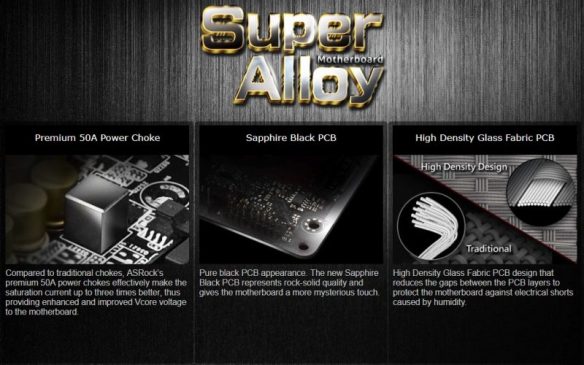 Super
Motherboard
Alloy
Premium 50A Power Choke
Compared to traditional chokes, ASRock's
premium 50A power chokes effectively make the
saturation current up to three times better, thus
providing enhanced and improved Vcore voltage
to the motherboard.
Sapphire Black PCB
Pure black PCB appearance. The new Sapphire
Black PCB represents rock-solid quality and
gives the motherboard a more mysterious touch.
High Density Glass Fabric PCB
High Density Design
Traditional
High Density Glass Fabric PCB design that
reduces the gaps between the PCB layers to
protect the motherboard against electrical shorts
caused by humidity.